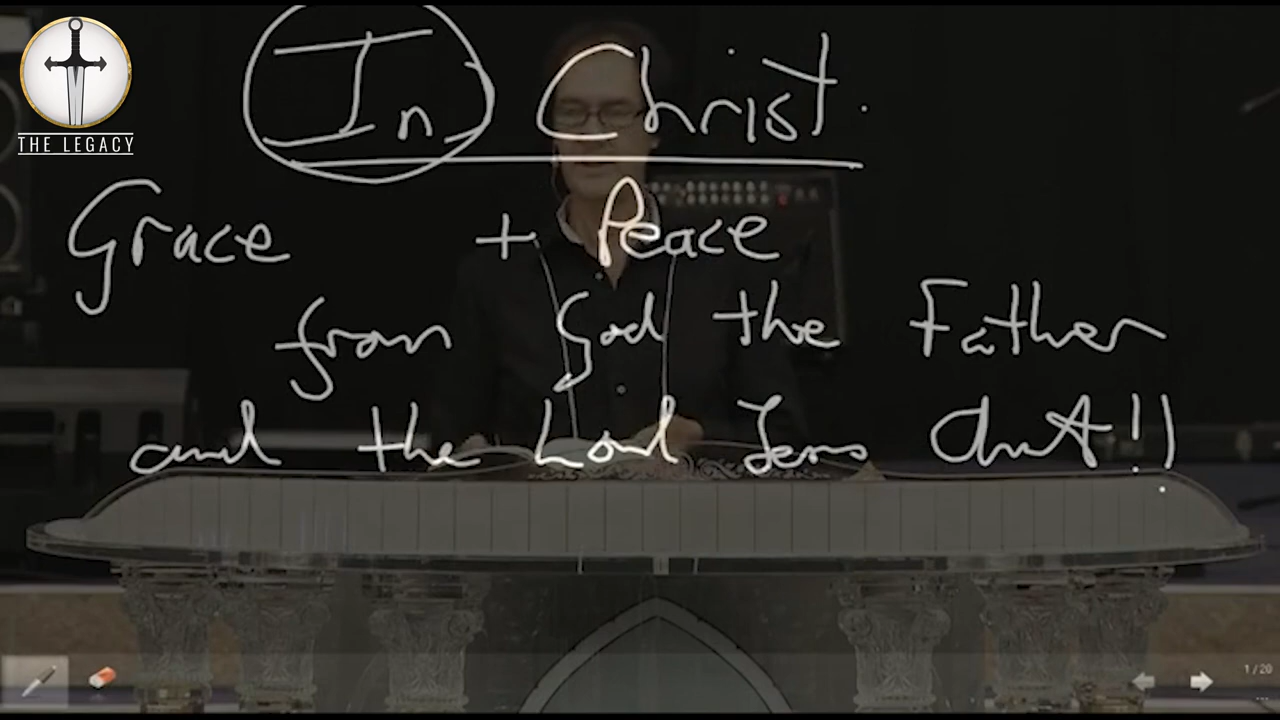 THE LEGACY
In Christ.
Grace + Peace
from God the Father
and the Lord Jesus Christ!!
1 / 20